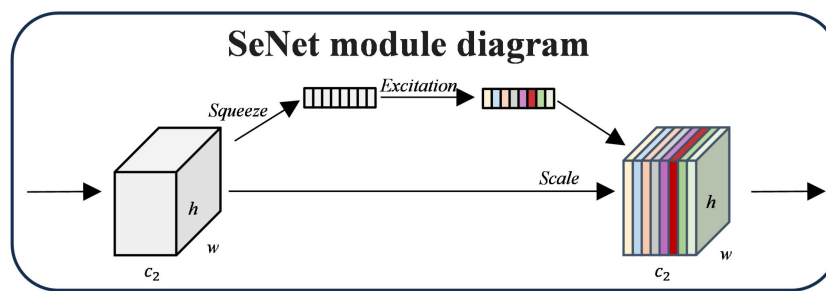 SeNet module diagram
Excitation
Squeeze
Scale
h
w
c₂
h
w
c₂